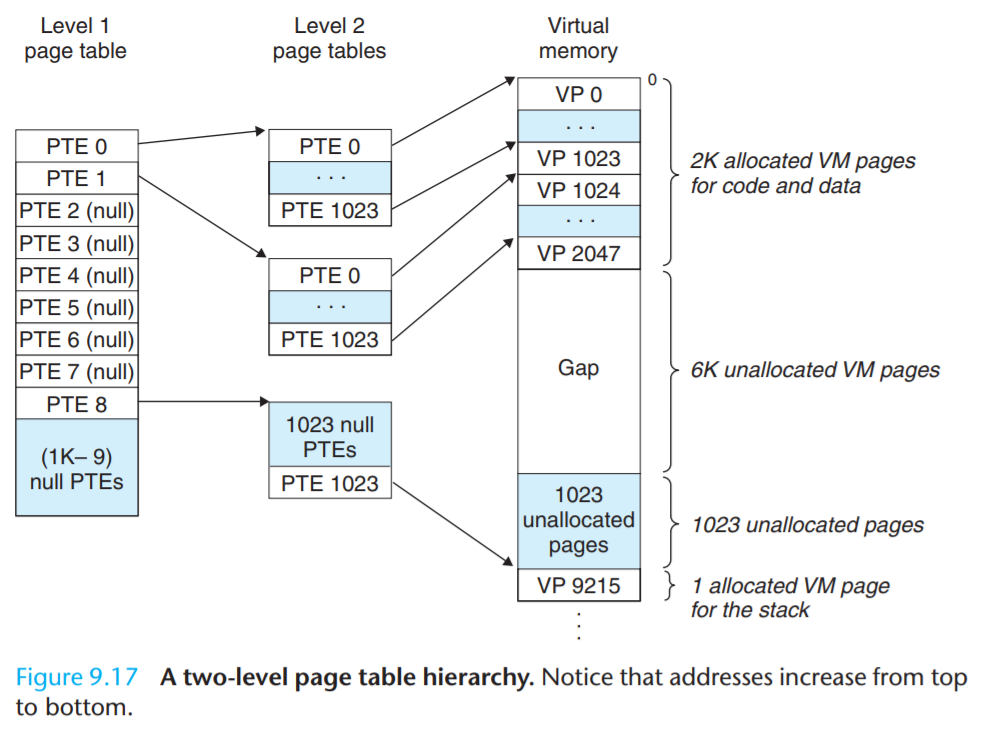 Level 1
page table
Level 2
page tables
Virtual
memory
PTE 0
PTE 1
PTE 2 (null)
PTE 3 (null)
PTE 4 (null)
PTE 5 (null)
PTE 6 (null)
PTE 7 (null)
PTE 8
(1K– 9)
null PTEs
PTE 0
· · ·
PTE 1023
PTE 0
· · ·
PTE 1023
1023 null
PTEs
PTE 1023
0
VP 0
· · ·
VP 1023
VP 1024
· · ·
VP 2047
Gap
1023
unallocated
pages
VP 9215
2K allocated VM pages
for code and data
6K unallocated VM pages
1023 unallocated pages
1 allocated VM page
for the stack
Figure 9.17 A two-level page table hierarchy. Notice that addresses increase from top
to bottom.